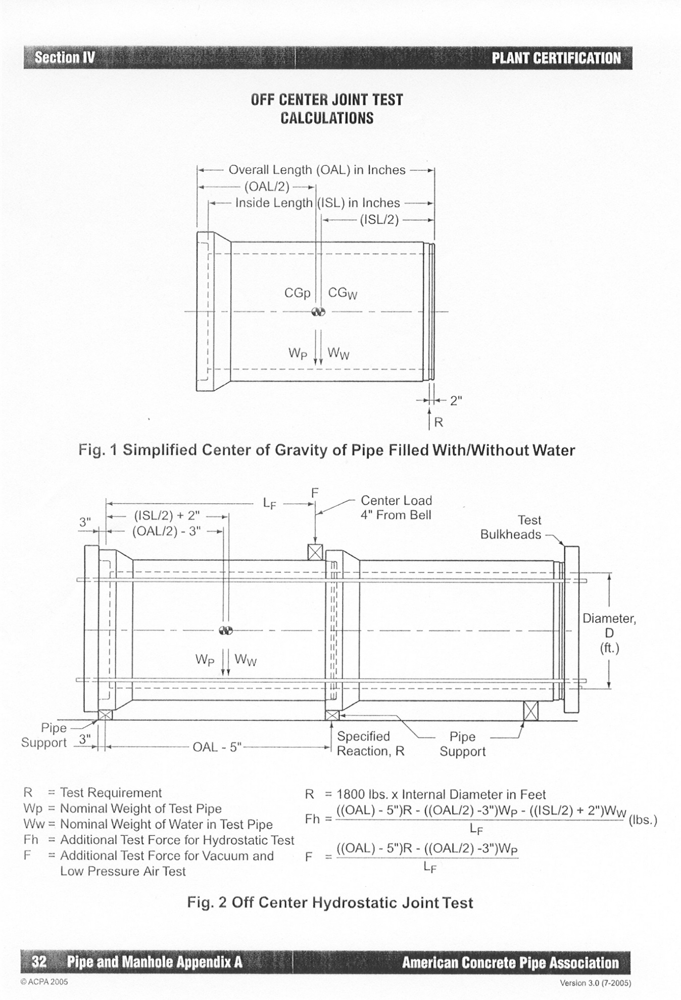 Section IV PLANT CERTIFICATION
OFF CENTER JOINT TEST
CALCULATIONS
Overall Length (OAL) in Inches
(OAL/2)
Inside Length (ISL) in Inches
(ISL/2)
CGp CGW
WP WW
2"
R
Fig. 1 Simplified Center of Gravity of Pipe Filled With/Without Water
F
LF
Center Load
4" From Bell
(ISL/2) + 2"
3"
(OAL/2) - 3"
Test
Bulkheads
Diameter,
D
(ft.)
WP WW
Pipe
Support
3"
OAL - 5"
Specified
Reaction, R
Pipe
Support
R = Test Requirement
Wp = Nominal Weight of Test Pipe
Ww = Nominal Weight of Water in Test Pipe
Fh = Additional Test Force for Hydrostatic Test
F = Additional Test Force for Vacuum and
Low Pressure Air Test
R = 1800 lbs. x Internal Diameter in Feet
Fh = ((OAL) - 5")R - ((OAL/2) -3")WP - ((ISL/2) + 2")WW (lbs.)
LF
F = ((OAL) - 5")R - ((OAL/2) -3")WP
LF
Fig. 2 Off Center Hydrostatic Joint Test
32 Pipe and Manhole Appendix A American Concrete Pipe Association
© ACPA 2005 Version 3.0 (7-2005)